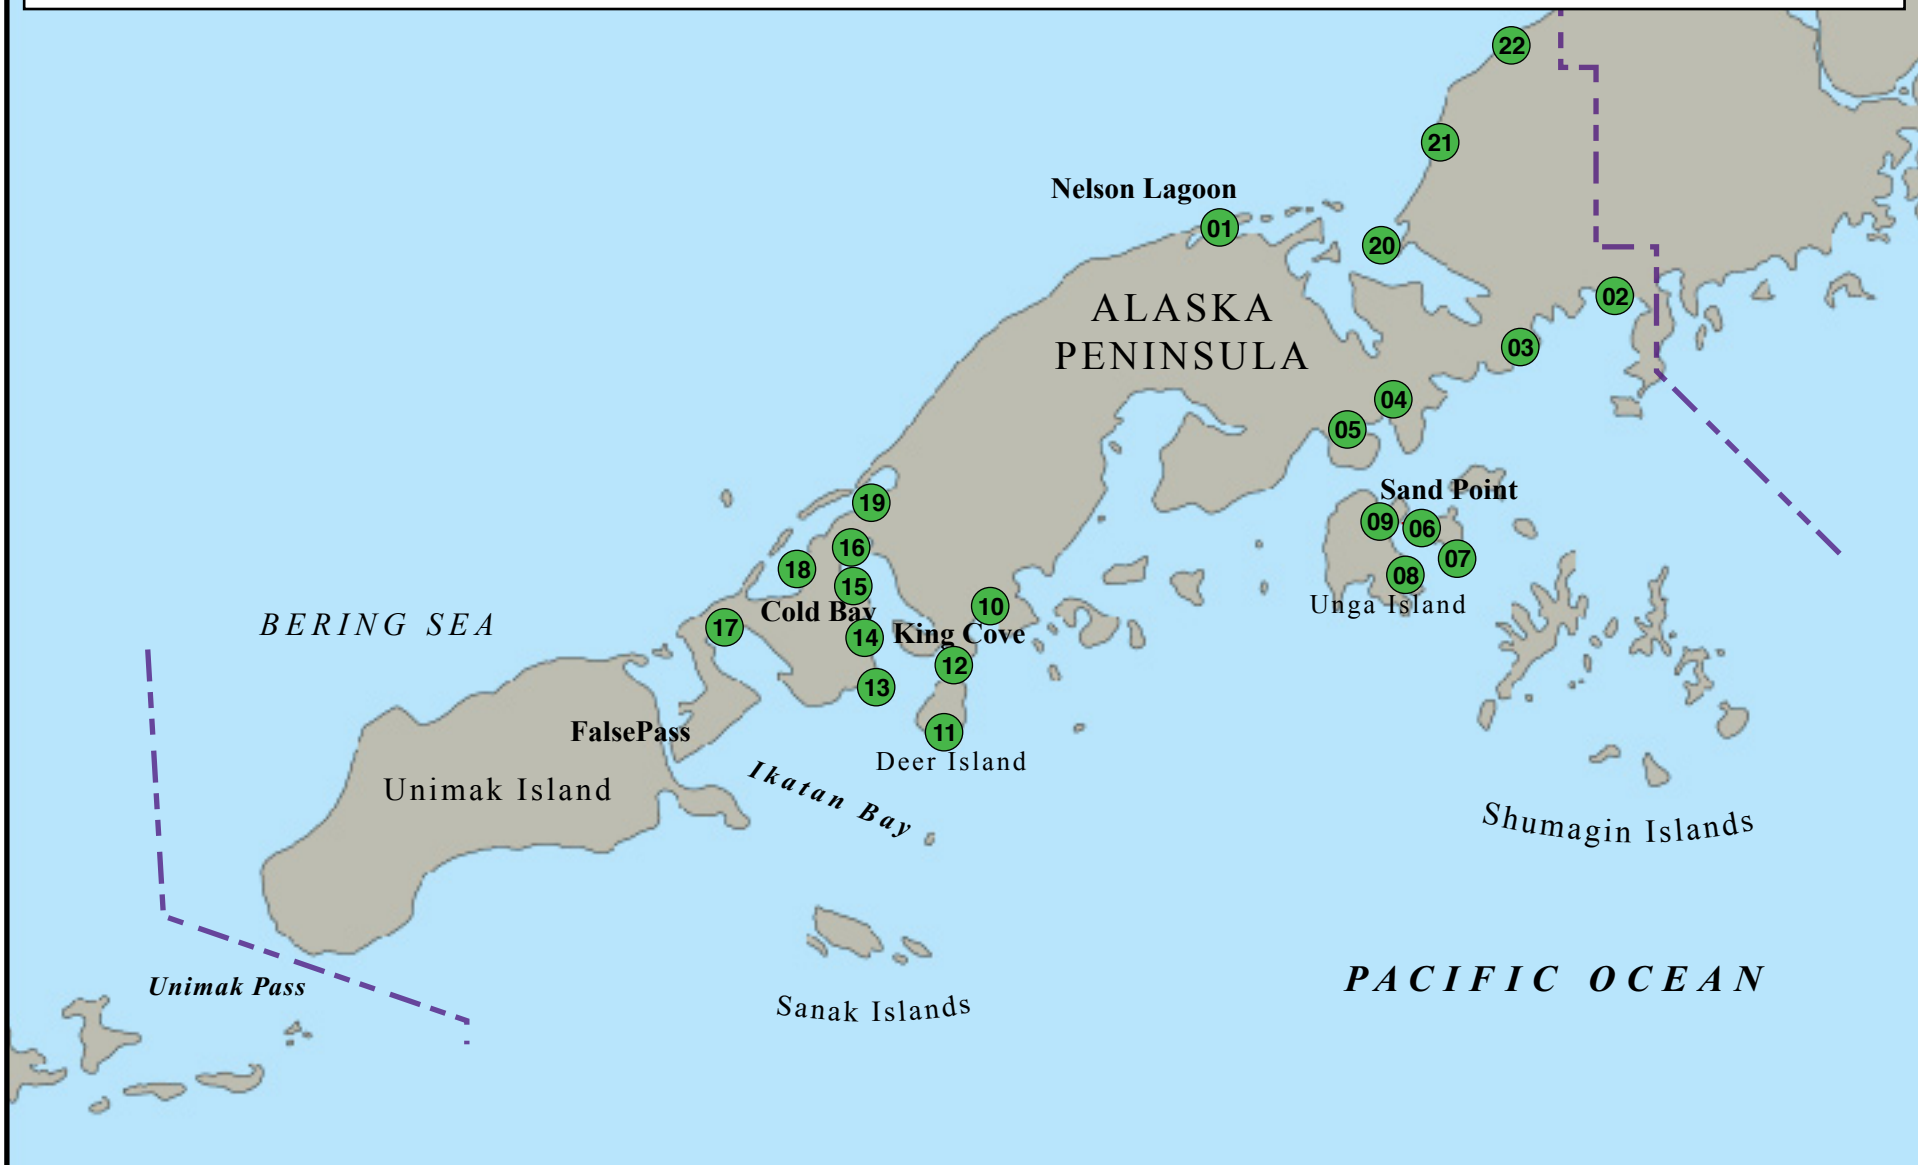 22
21
Nelson Lagoon
01
20
02
ALASKA
PENINSULA
03
04
05
Sand Point
19
09
06
16
07
18
08
15
Unga Island
10
Cold Bay
BERING SEA
17
14
King Cove
12
13
FalsePass
11
Deer Island
Ikatan Bay
Unimak Island
Shumagin Islands
PACIFIC OCEAN
Unimak Pass
Sanak Islands